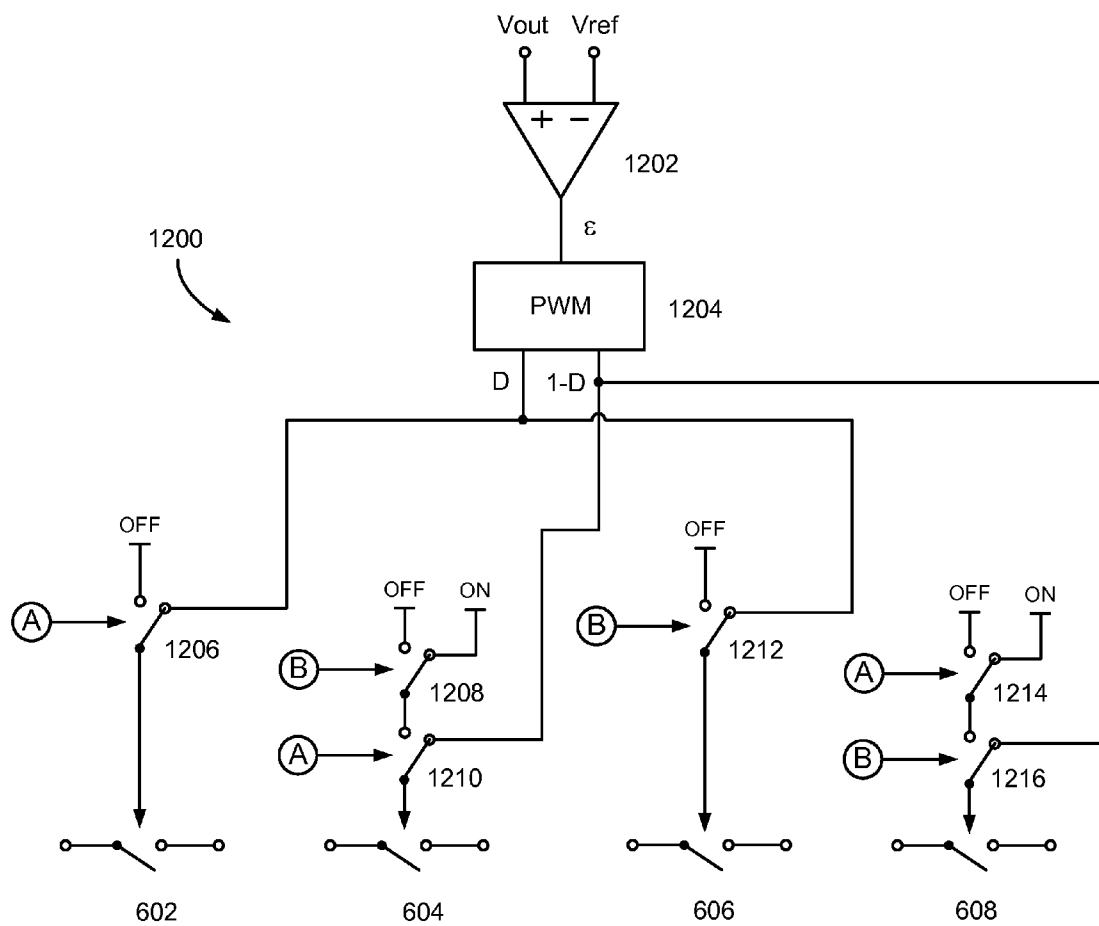 Vout Vref
+ −
1202
ε
1200
PWM
1204
D 1-D
OFF
OFF
OFF ON
OFF ON
A
B
1206
1212
B
1208
A
1214
A
1210
B
1216
602
604
606
608